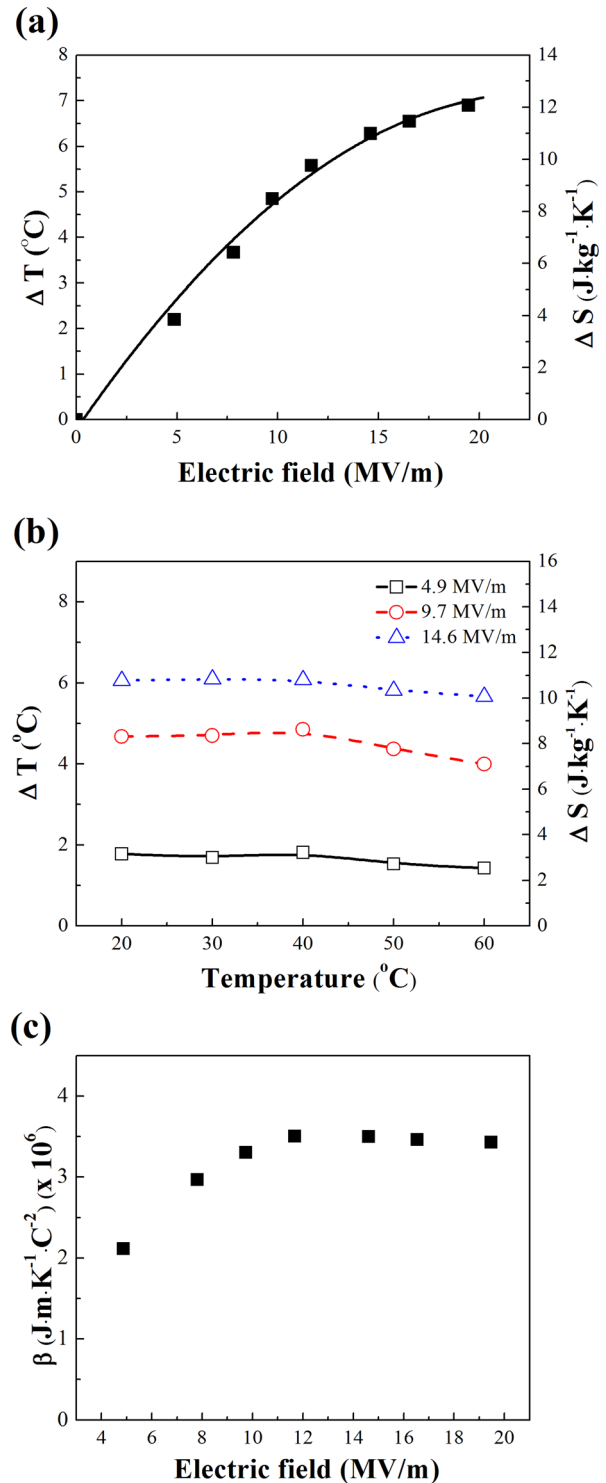 (a)
8
7
6
5
4
3
2
1
0
14
12
10
8
6
4
2
0
Δ T (°C)
Δ S (J·kg⁻¹·K⁻¹)
0 5 10 15 20
Electric field (MV/m)
(b)
8
6
4
2
0
16
14
12
10
8
6
4
2
0
4.9 MV/m
9.7 MV/m
14.6 MV/m
Δ T (°C)
Δ S (J·kg⁻¹·K⁻¹)
20 30 40 50 60
Temperature (°C)
(c)
4
3
2
1
0
β (J·m·K⁻¹·C⁻²) (x 10⁶)
4 6 8 10 12 14 16 18 20
Electric field (MV/m)